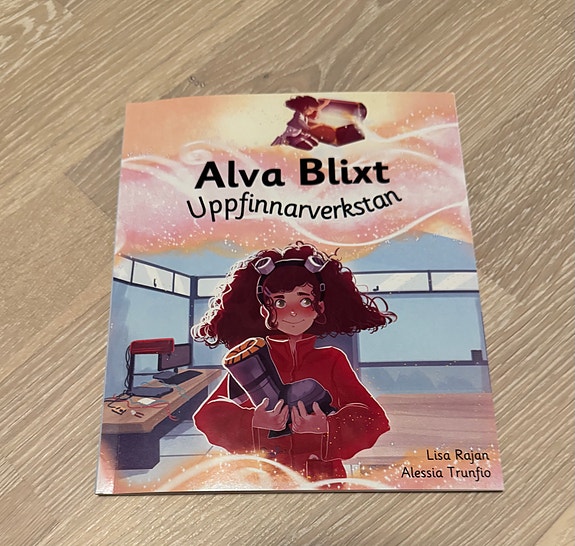 Alva Blixt
Uppfinnarverkstan
Lisa Rajan
Alessia Trunfio